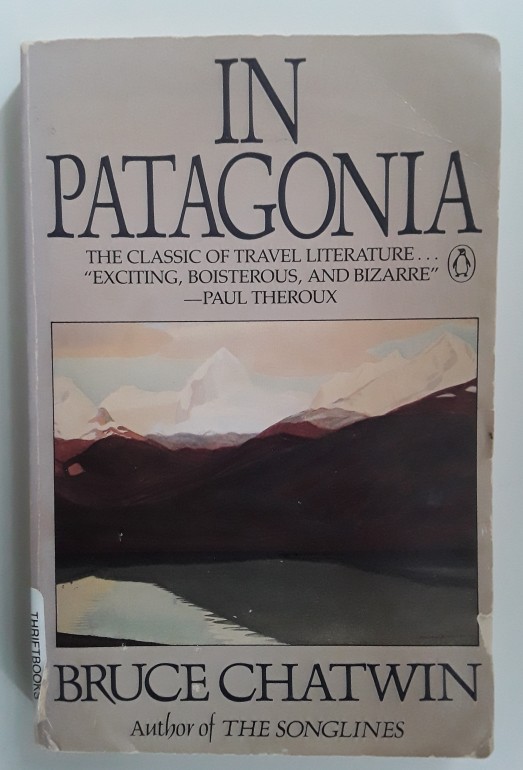 IN
PATAGONIA
THE CLASSIC OF TRAVEL LITERATURE...
“EXCITING, BOISTEROUS, AND BIZARRE”
—PAUL THEROUX
THRIFTBOOKS
BRUCE CHATWIN
Author of THE SONGLINES